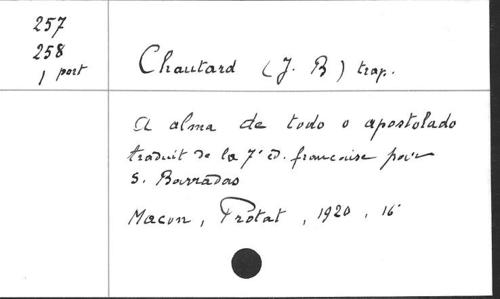 257
258
1 port
Chautard (J. B) trap.
A alma de todo o apostolado
traduit de la 7e éd. française par
S. Barradas
Macon, Protat, 1920, 16